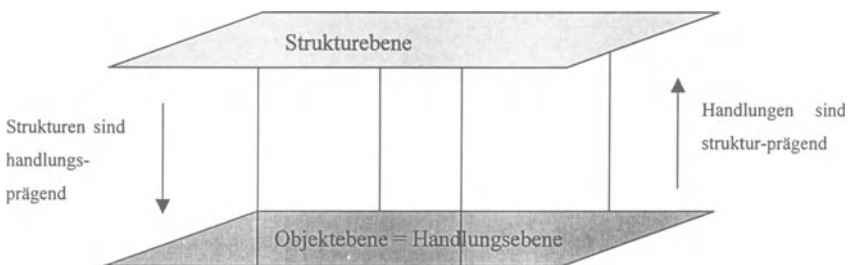 Strukturebene
Strukturen sind
handlungs-
prägend
Handlungen sind
struktur-prägend
Objektebene = Handlungsebene